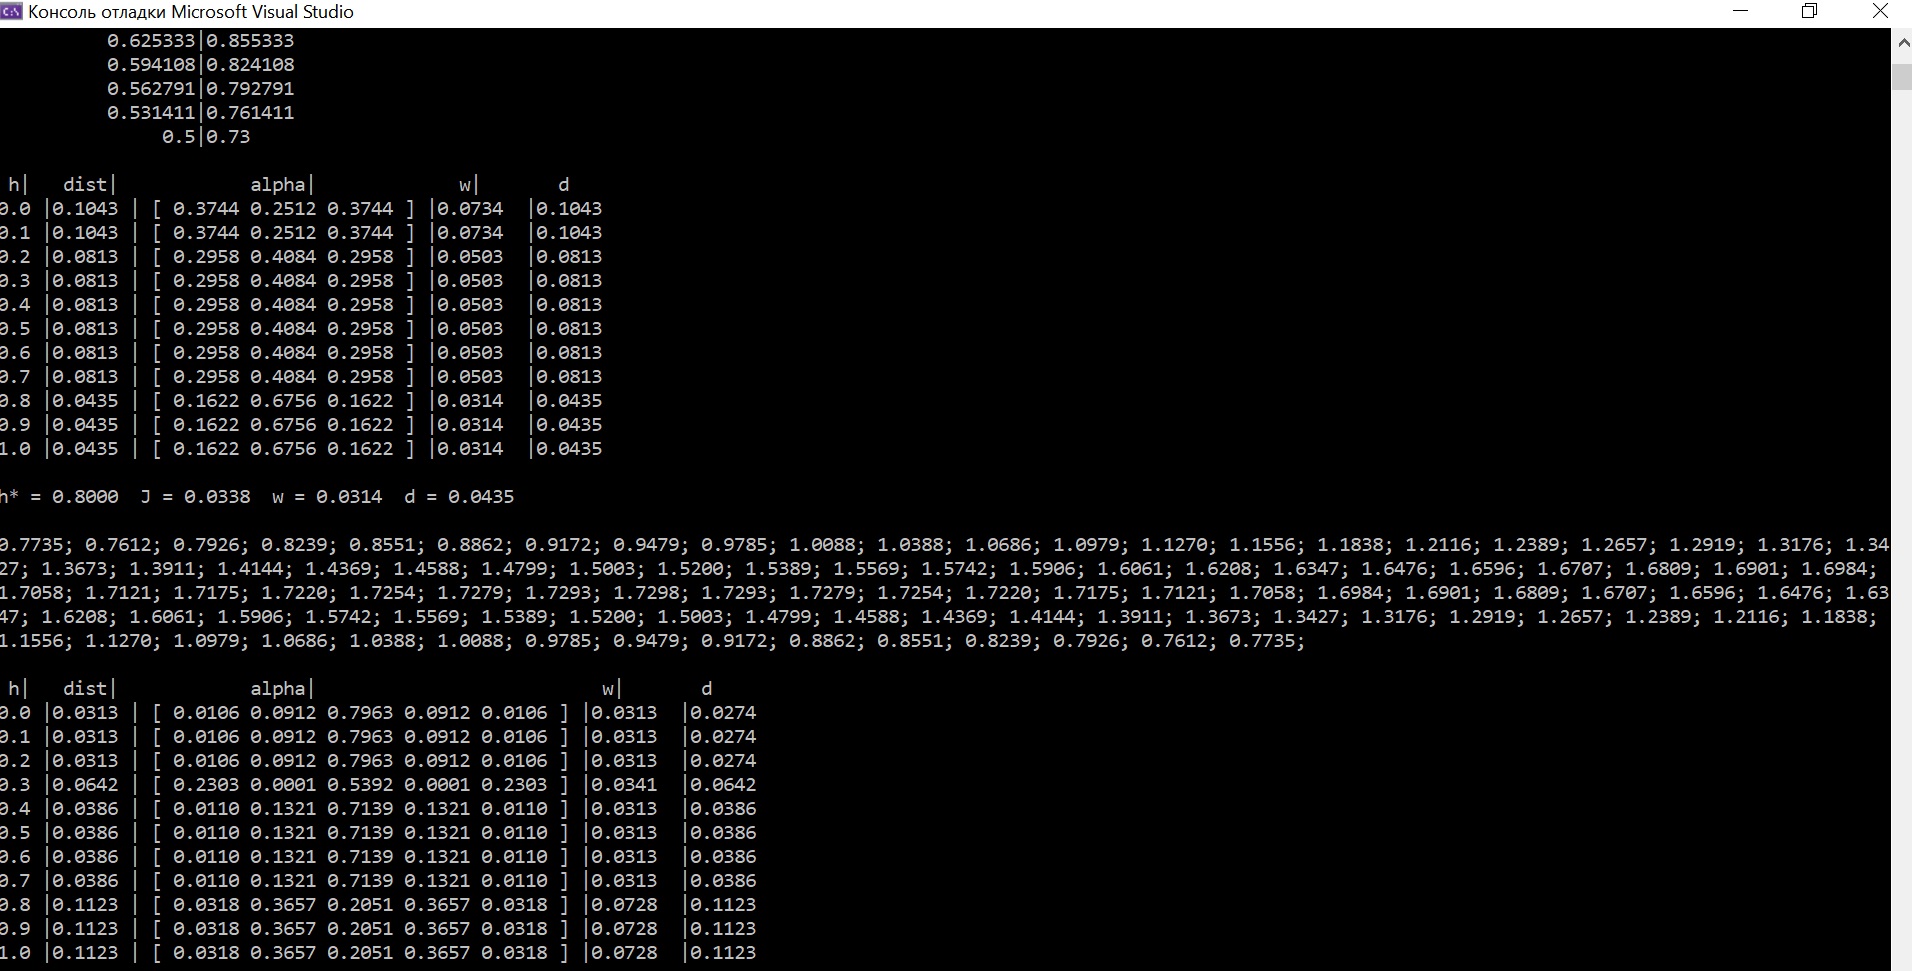 Консоль отладки Microsoft Visual Studio
0.625333|0.855333
0.594108|0.824108
0.562791|0.792791
0.531411|0.761411
0.5|0.73
h| dist| alpha| w| d
0.0 |0.1043 | [ 0.3744 0.2512 0.3744 ] |0.0734 |0.1043
0.1 |0.1043 | [ 0.3744 0.2512 0.3744 ] |0.0734 |0.1043
0.2 |0.0813 | [ 0.2958 0.4084 0.2958 ] |0.0503 |0.0813
0.3 |0.0813 | [ 0.2958 0.4084 0.2958 ] |0.0503 |0.0813
0.4 |0.0813 | [ 0.2958 0.4084 0.2958 ] |0.0503 |0.0813
0.5 |0.0813 | [ 0.2958 0.4084 0.2958 ] |0.0503 |0.0813
0.6 |0.0813 | [ 0.2958 0.4084 0.2958 ] |0.0503 |0.0813
0.7 |0.0813 | [ 0.2958 0.4084 0.2958 ] |0.0503 |0.0813
0.8 |0.0435 | [ 0.1622 0.6756 0.1622 ] |0.0314 |0.0435
0.9 |0.0435 | [ 0.1622 0.6756 0.1622 ] |0.0314 |0.0435
1.0 |0.0435 | [ 0.1622 0.6756 0.1622 ] |0.0314 |0.0435
h* = 0.8000 J = 0.0338 w = 0.0314 d = 0.0435
0.7735; 0.7612; 0.7926; 0.8239; 0.8551; 0.8862; 0.9172; 0.9479; 0.9785; 1.0088; 1.0388; 1.0686; 1.0979; 1.1270; 1.1556; 1.1838; 1.2116; 1.2389; 1.2657; 1.2919; 1.3176; 1.34
27; 1.3673; 1.3911; 1.4144; 1.4369; 1.4588; 1.4799; 1.5003; 1.5200; 1.5389; 1.5569; 1.5742; 1.5906; 1.6061; 1.6208; 1.6347; 1.6476; 1.6596; 1.6707; 1.6809; 1.6901; 1.6984;
1.7058; 1.7121; 1.7175; 1.7220; 1.7254; 1.7279; 1.7293; 1.7298; 1.7293; 1.7279; 1.7254; 1.7220; 1.7175; 1.7121; 1.7058; 1.6984; 1.6901; 1.6809; 1.6707; 1.6596; 1.6476; 1.63
47; 1.6208; 1.6061; 1.5906; 1.5742; 1.5569; 1.5389; 1.5200; 1.5003; 1.4799; 1.4588; 1.4369; 1.4144; 1.3911; 1.3673; 1.3427; 1.3176; 1.2919; 1.2657; 1.2389; 1.2116; 1.1838;
1.1556; 1.1270; 1.0979; 1.0686; 1.0388; 1.0088; 0.9785; 0.9479; 0.9172; 0.8862; 0.8551; 0.8239; 0.7926; 0.7612; 0.7735;
h| dist| alpha| w| d
0.0 |0.0313 | [ 0.0106 0.0912 0.7963 0.0912 0.0106 ] |0.0313 |0.0274
0.1 |0.0313 | [ 0.0106 0.0912 0.7963 0.0912 0.0106 ] |0.0313 |0.0274
0.2 |0.0313 | [ 0.0106 0.0912 0.7963 0.0912 0.0106 ] |0.0313 |0.0274
0.3 |0.0642 | [ 0.2303 0.0001 0.5392 0.0001 0.2303 ] |0.0341 |0.0642
0.4 |0.0386 | [ 0.0110 0.1321 0.7139 0.1321 0.0110 ] |0.0313 |0.0386
0.5 |0.0386 | [ 0.0110 0.1321 0.7139 0.1321 0.0110 ] |0.0313 |0.0386
0.6 |0.0386 | [ 0.0110 0.1321 0.7139 0.1321 0.0110 ] |0.0313 |0.0386
0.7 |0.0386 | [ 0.0110 0.1321 0.7139 0.1321 0.0110 ] |0.0313 |0.0386
0.8 |0.1123 | [ 0.0318 0.3657 0.2051 0.3657 0.0318 ] |0.0728 |0.1123
0.9 |0.1123 | [ 0.0318 0.3657 0.2051 0.3657 0.0318 ] |0.0728 |0.1123
1.0 |0.1123 | [ 0.0318 0.3657 0.2051 0.3657 0.0318 ] |0.0728 |0.1123